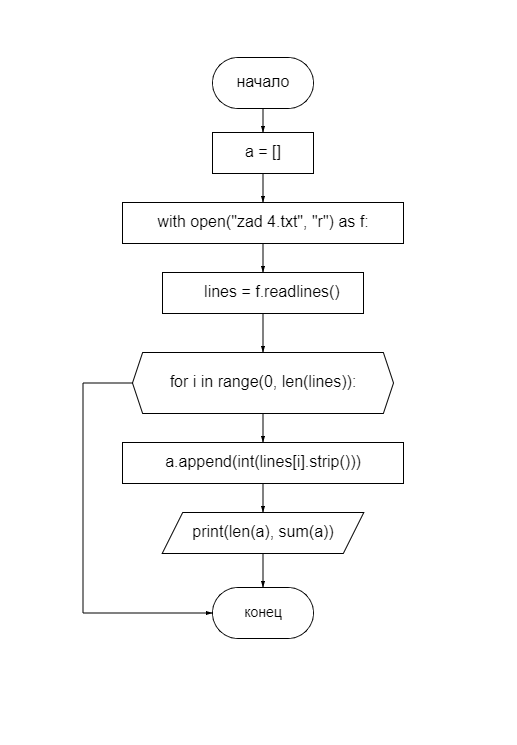 начало
a = []
with open("zad 4.txt", "r") as f:
lines = f.readlines()
for i in range(0, len(lines)):
a.append(int(lines[i].strip()))
print(len(a), sum(a))
конец